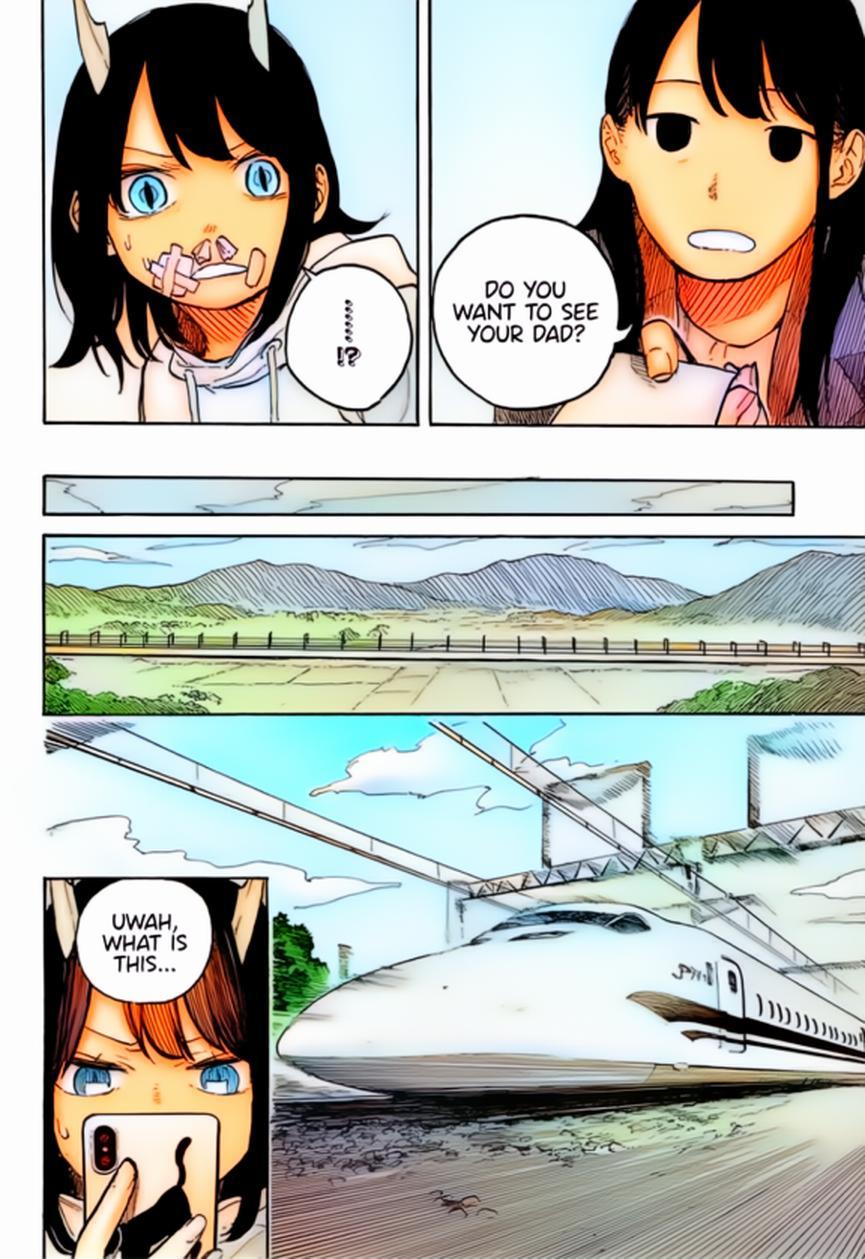 DO YOU
WANT TO SEE
YOUR DAD?
......
!?
UWAH,
WHAT IS
THIS...